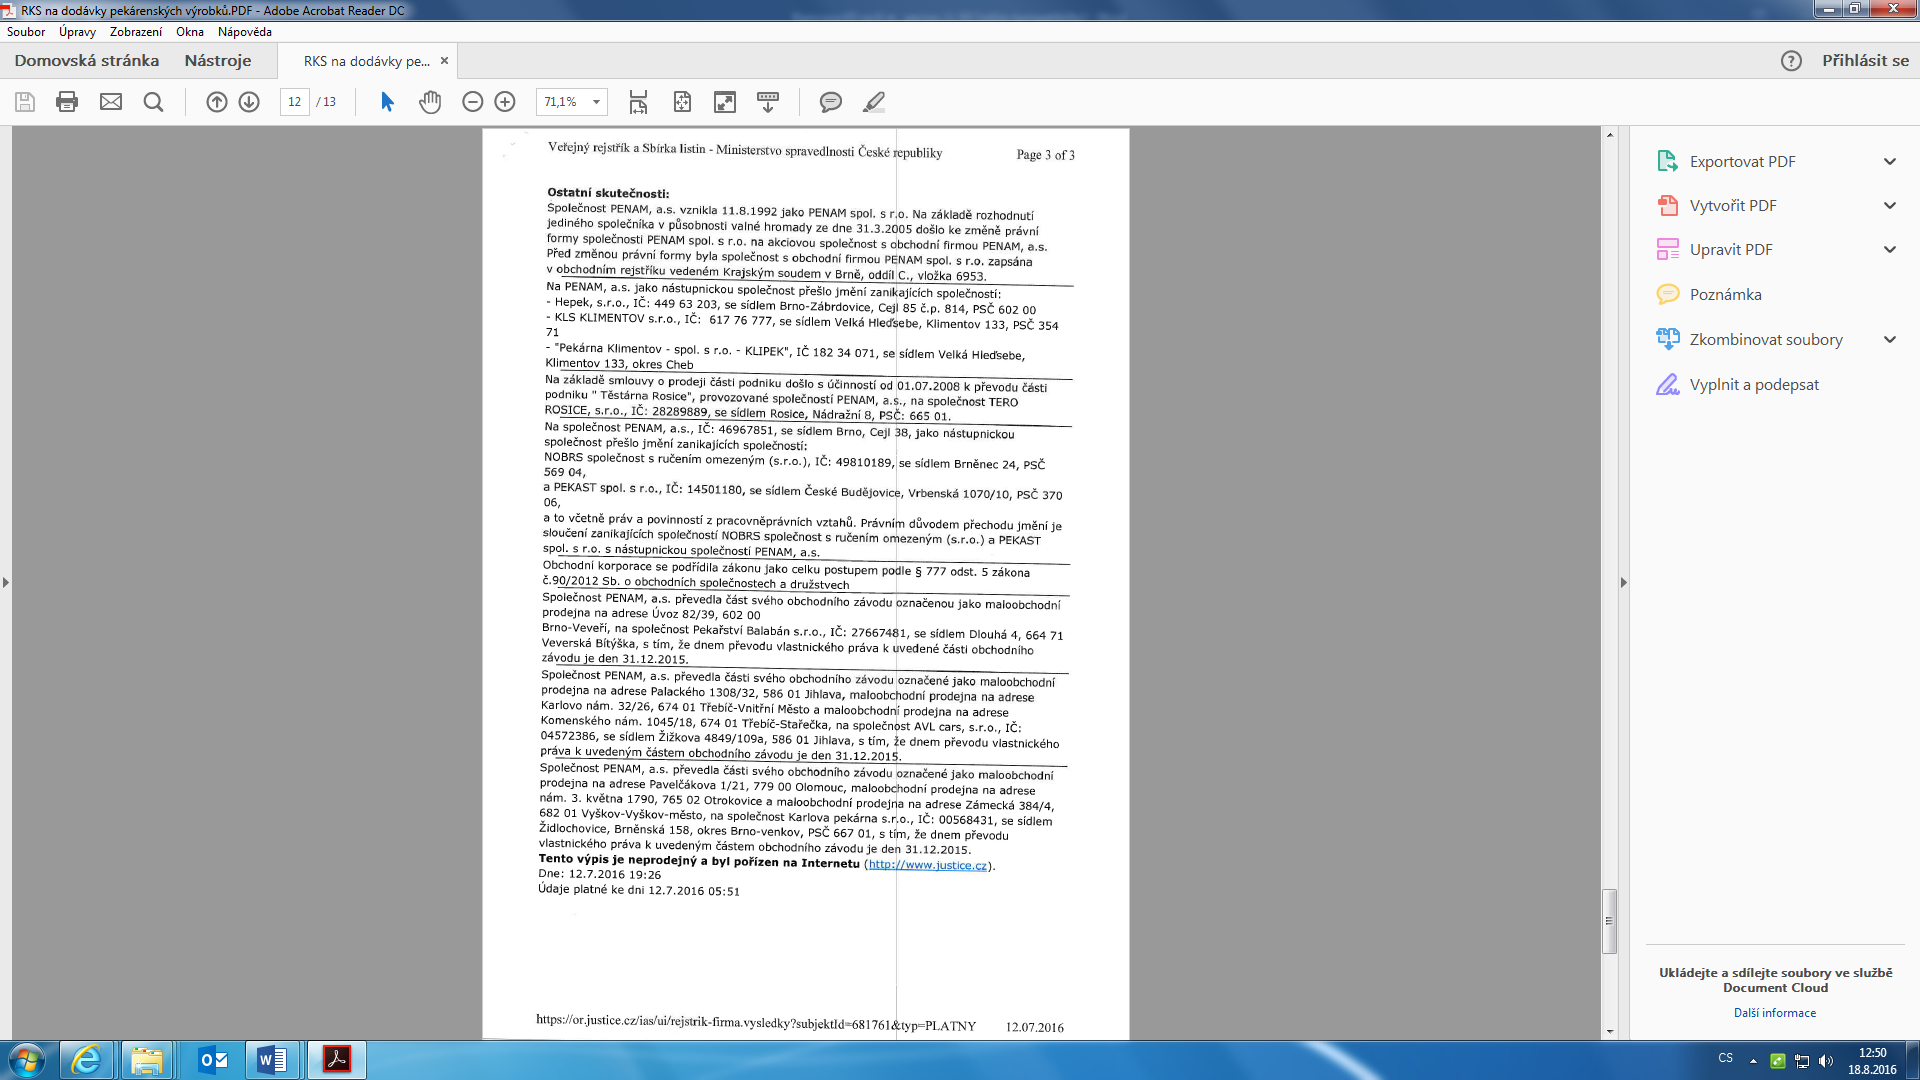 RKS na dodávky pekárenských výrobků.PDF - Adobe Acrobat Reader DC
Soubor Úpravy Zobrazení Okna Nápověda
Domovská stránka Nástroje RKS na dodávky pe... × Přihlásit se
12 / 13 71,1%
Veřejný rejstřík a Sbírka listin - Ministerstvo spravedlnosti České republiky Page 3 of 3
Ostatní skutečnosti:
Společnost PENAM, a.s. vznikla 11.8.1992 jako PENAM spol. s r.o. Na základě rozhodnutí
jediného společníka v působnosti valné hromady ze dne 31.3.2005 došlo ke změně právní
formy společnosti PENAM spol. s r.o. na akciovou společnost s obchodní firmou PENAM, a.s.
Před změnou právní formy byla společnost s obchodní firmou PENAM spol. s r.o. zapsána
v obchodním rejstříku vedeném Krajským soudem v Brně, oddíl C., vložka 6953.
Na PENAM, a.s. jako nástupnickou společnost přešlo jmění zanikajících společností:
- Hepek, s.r.o., IČ: 449 63 203, se sídlem Brno-Zábrdovice, Cejl 85 č.p. 814, PSČ 602 00
- KLS KLIMENTOV s.r.o., IČ: 617 76 777, se sídlem Velká Hleďsebe, Klimentov 133, PSČ 354
71
- "Pekárna Klimentov - spol. s r.o. - KLIPEK", IČ 182 34 071, se sídlem Velká Hleďsebe,
Klimentov 133, okres Cheb
Na základě smlouvy o prodeji části podniku došlo s účinností od 01.07.2008 k převodu části
podniku " Těstárna Rosice", provozované společností PENAM, a.s., na společnost TERO
ROSICE, s.r.o., IČ: 28289889, se sídlem Rosice, Nádražní 8, PSČ: 665 01.
Na společnost PENAM, a.s., IČ: 46967851, se sídlem Brno, Cejl 38, jako nástupnickou
společnost přešlo jmění zanikajících společností:
NOBRS společnost s ručením omezeným (s.r.o.), IČ: 49810189, se sídlem Brněnec 24, PSČ
569 04,
a PEKAST spol. s r.o., IČ: 14501180, se sídlem České Budějovice, Vrbenská 1070/10, PSČ 370
06,
a to včetně práv a povinností z pracovněprávních vztahů. Právním důvodem přechodu jmění je
sloučení zanikajících společností NOBRS společnost s ručením omezeným (s.r.o.) a PEKAST
spol. s r.o. s nástupnickou společností PENAM, a.s.
Obchodní korporace se podřídila zákonu jako celku postupem podle § 777 odst. 5 zákona
č.90/2012 Sb. o obchodních společnostech a družstvech
Společnost PENAM, a.s. převedla část svého obchodního závodu označenou jako maloobchodní
prodejna na adrese Úvoz 82/39, 602 00
Brno-Veveří, na společnost Pekařství Balabán s.r.o., IČ: 27667481, se sídlem Dlouhá 4, 664 71
Veverská Bítýška, s tím, že dnem převodu vlastnického práva k uvedené části obchodního
závodu je den 31.12.2015.
Společnost PENAM, a.s. převedla části svého obchodního závodu označené jako maloobchodní
prodejna na adrese Palackého 1308/32, 586 01 Jihlava, maloobchodní prodejna na adrese
Karlovo nám. 32/26, 674 01 Třebíč-Vnitřní Město a maloobchodní prodejna na adrese
Komenského nám. 1045/18, 674 01 Třebíč-Stařečka, na společnost AVL cars, s.r.o., IČ:
04572386, se sídlem Žižkova 4849/109a, 586 01 Jihlava, s tím, že dnem převodu vlastnického
práva k uvedeným částem obchodního závodu je den 31.12.2015.
Společnost PENAM, a.s. převedla části svého obchodního závodu označené jako maloobchodní
prodejna na adrese Pavelčákova 1/21, 779 00 Olomouc, maloobchodní prodejna na adrese
nám. 3. května 1790, 765 02 Otrokovice a maloobchodní prodejna na adrese Zámecká 384/4,
682 01 Vyškov-Vyškov-město, na společnost Karlova pekárna s.r.o., IČ: 00568431, se sídlem
Židlochovice, Brněnská 158, okres Brno-venkov, PSČ 667 01, s tím, že dnem převodu
vlastnického práva k uvedeným částem obchodního závodu je den 31.12.2015.
Tento výpis je neprodejný a byl pořízen na Internetu (http://www.justice.cz).
Dne: 12.7.2016 19:26
Údaje platné ke dni 12.7.2016 05:51
https://or.justice.cz/ias/ui/rejstrik-firma.vysledky?subjektId=681761&typ=PLATNY 12.07.2016
Exportovat PDF
Vytvořit PDF
Upravit PDF
Poznámka
Zkombinovat soubory
Vyplnit a podepsat
Ukládejte a sdílejte soubory ve službě
Document Cloud
Další informace
CS 12:50
18.8.2016